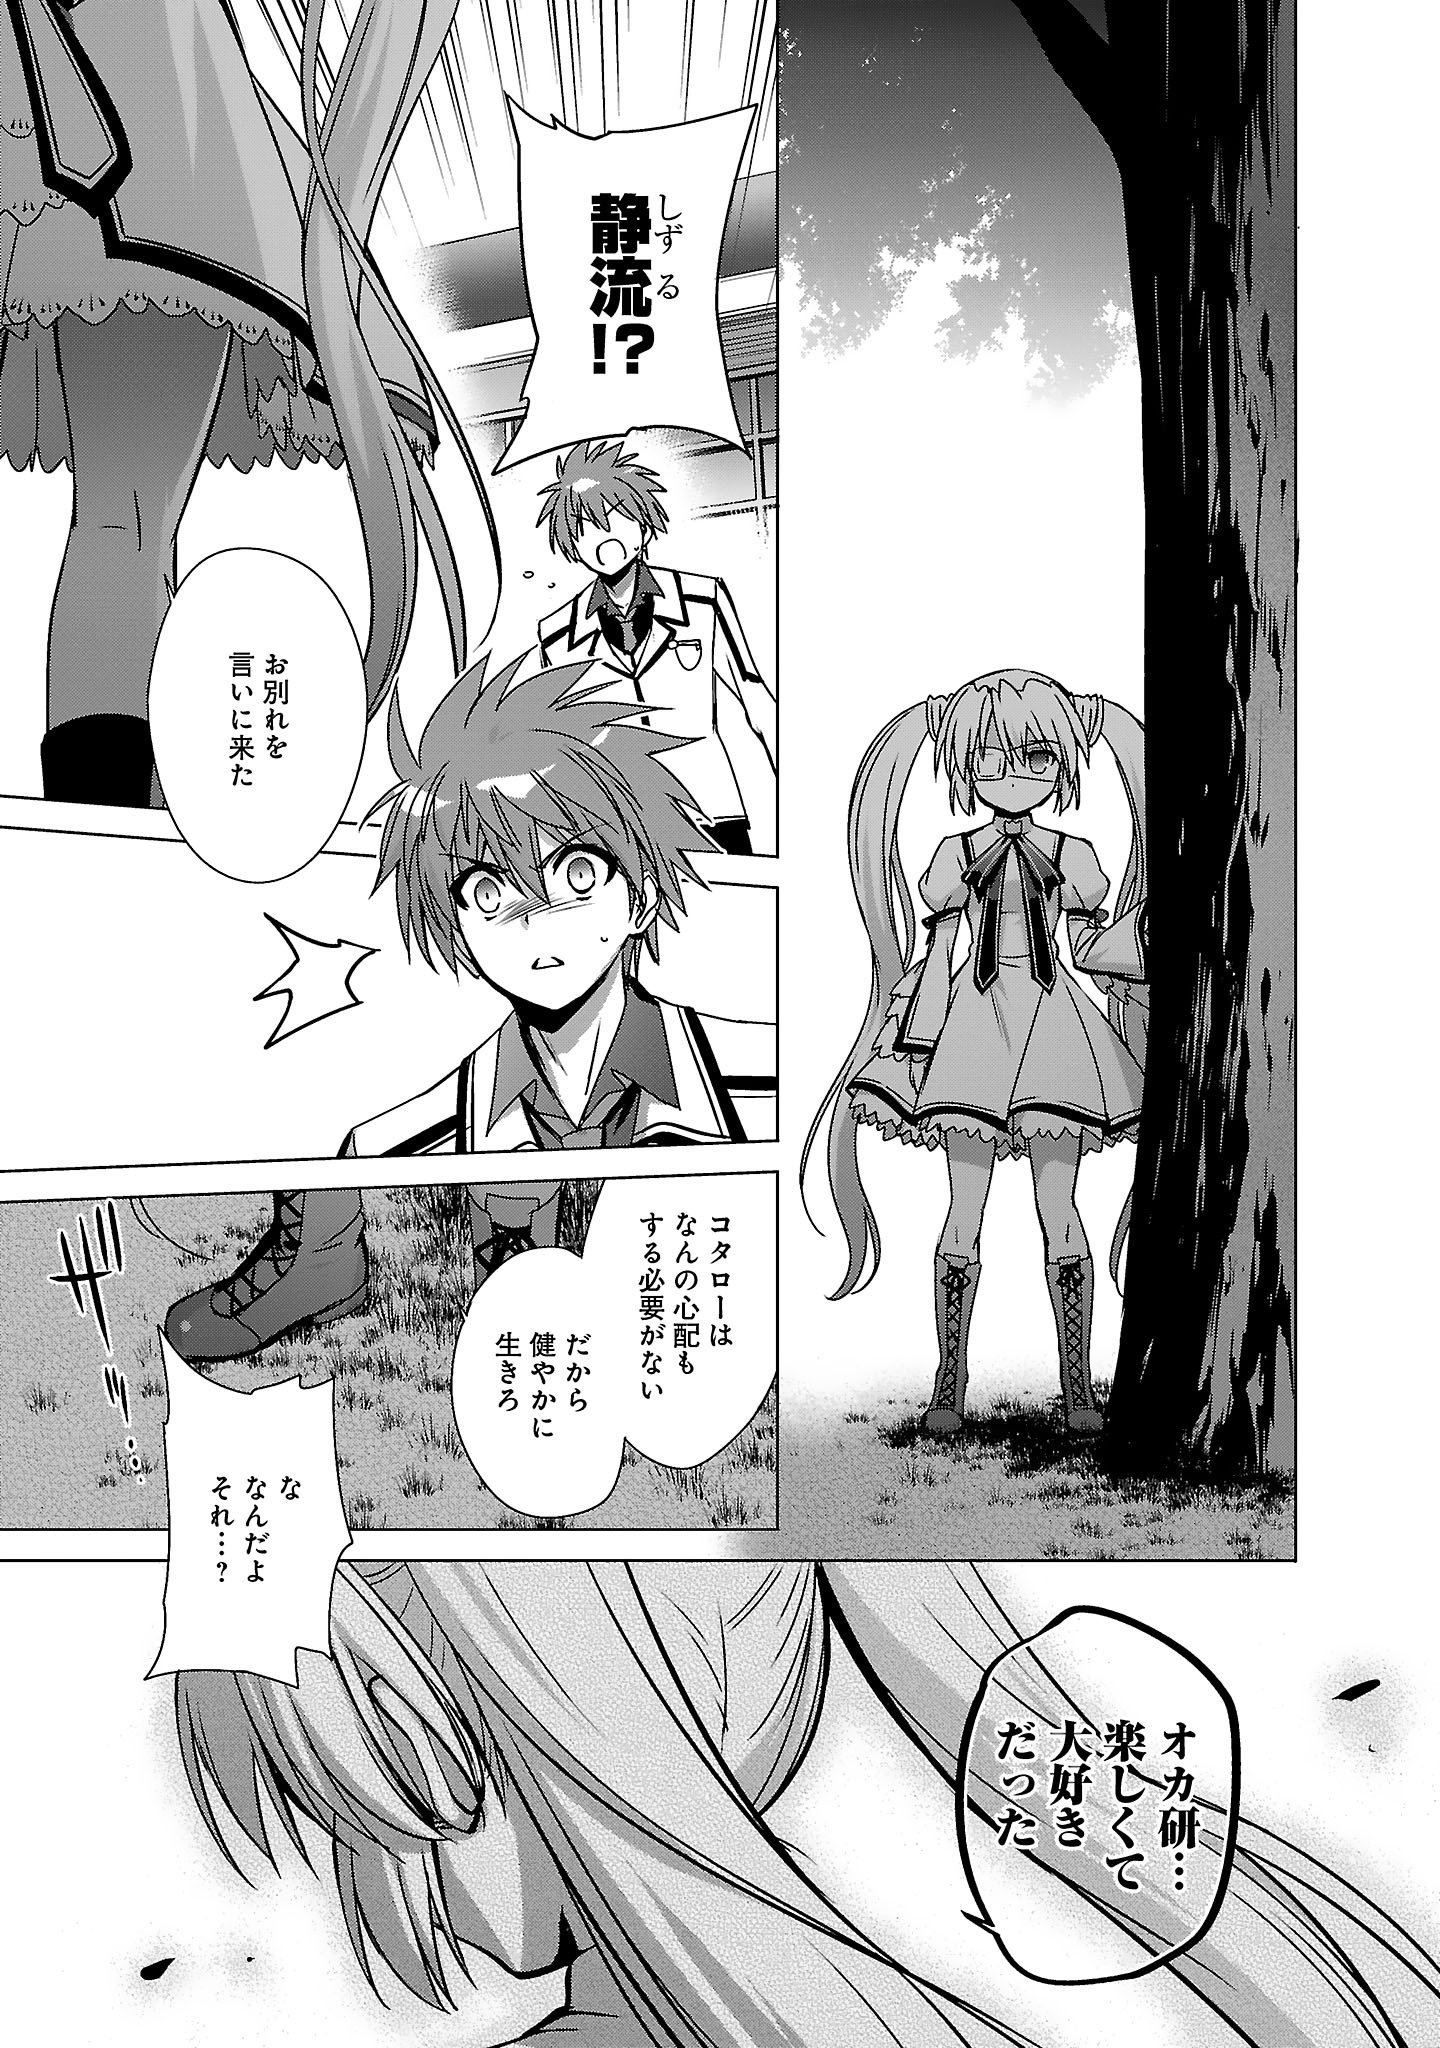 静流!?
しずる
お別れを
言いに来た
コタローは
なんの心配も
する必要がない
だから
健やかに
生きろ
な
なんだよ
それ…?
オカ研…
楽しくて
大好き
だった